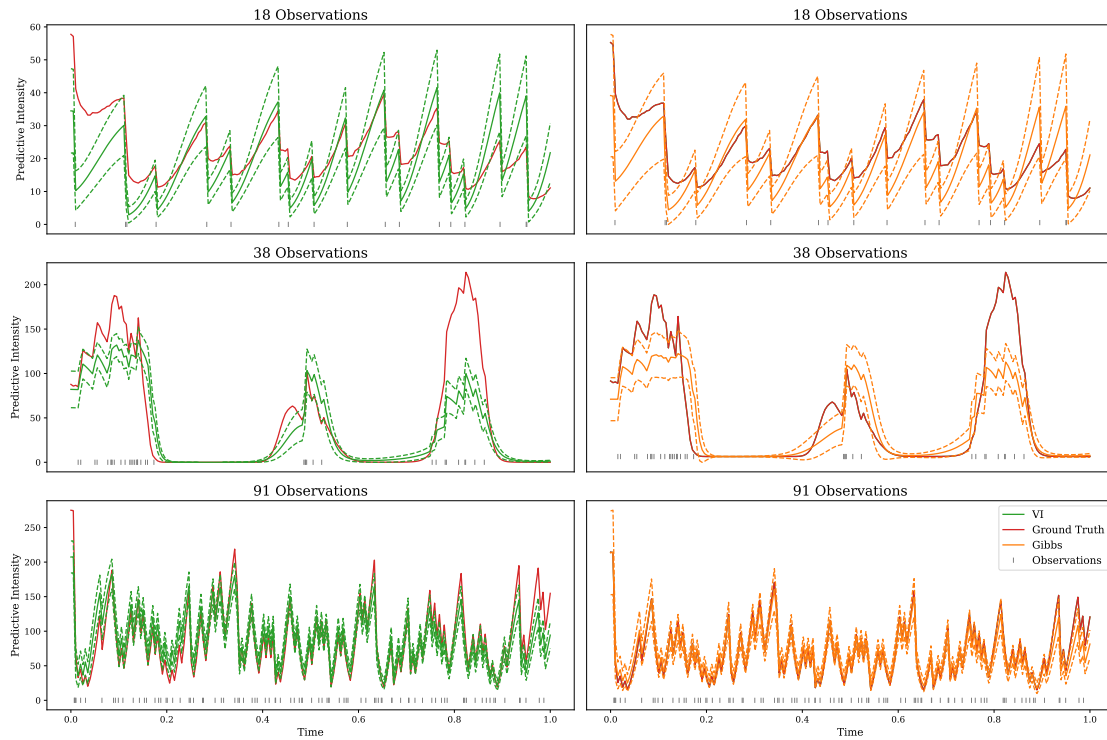 18 Observations
18 Observations
60
50
40
30
20
10
0
Predictive Intensity
38 Observations
38 Observations
200
150
100
50
0
Predictive Intensity
91 Observations
91 Observations
250
200
150
100
50
0
Predictive Intensity
VI
Ground Truth
Gibbs
Observations
0.0 0.2 0.4 0.6 0.8 1.0
0.0 0.2 0.4 0.6 0.8 1.0
Time
Time